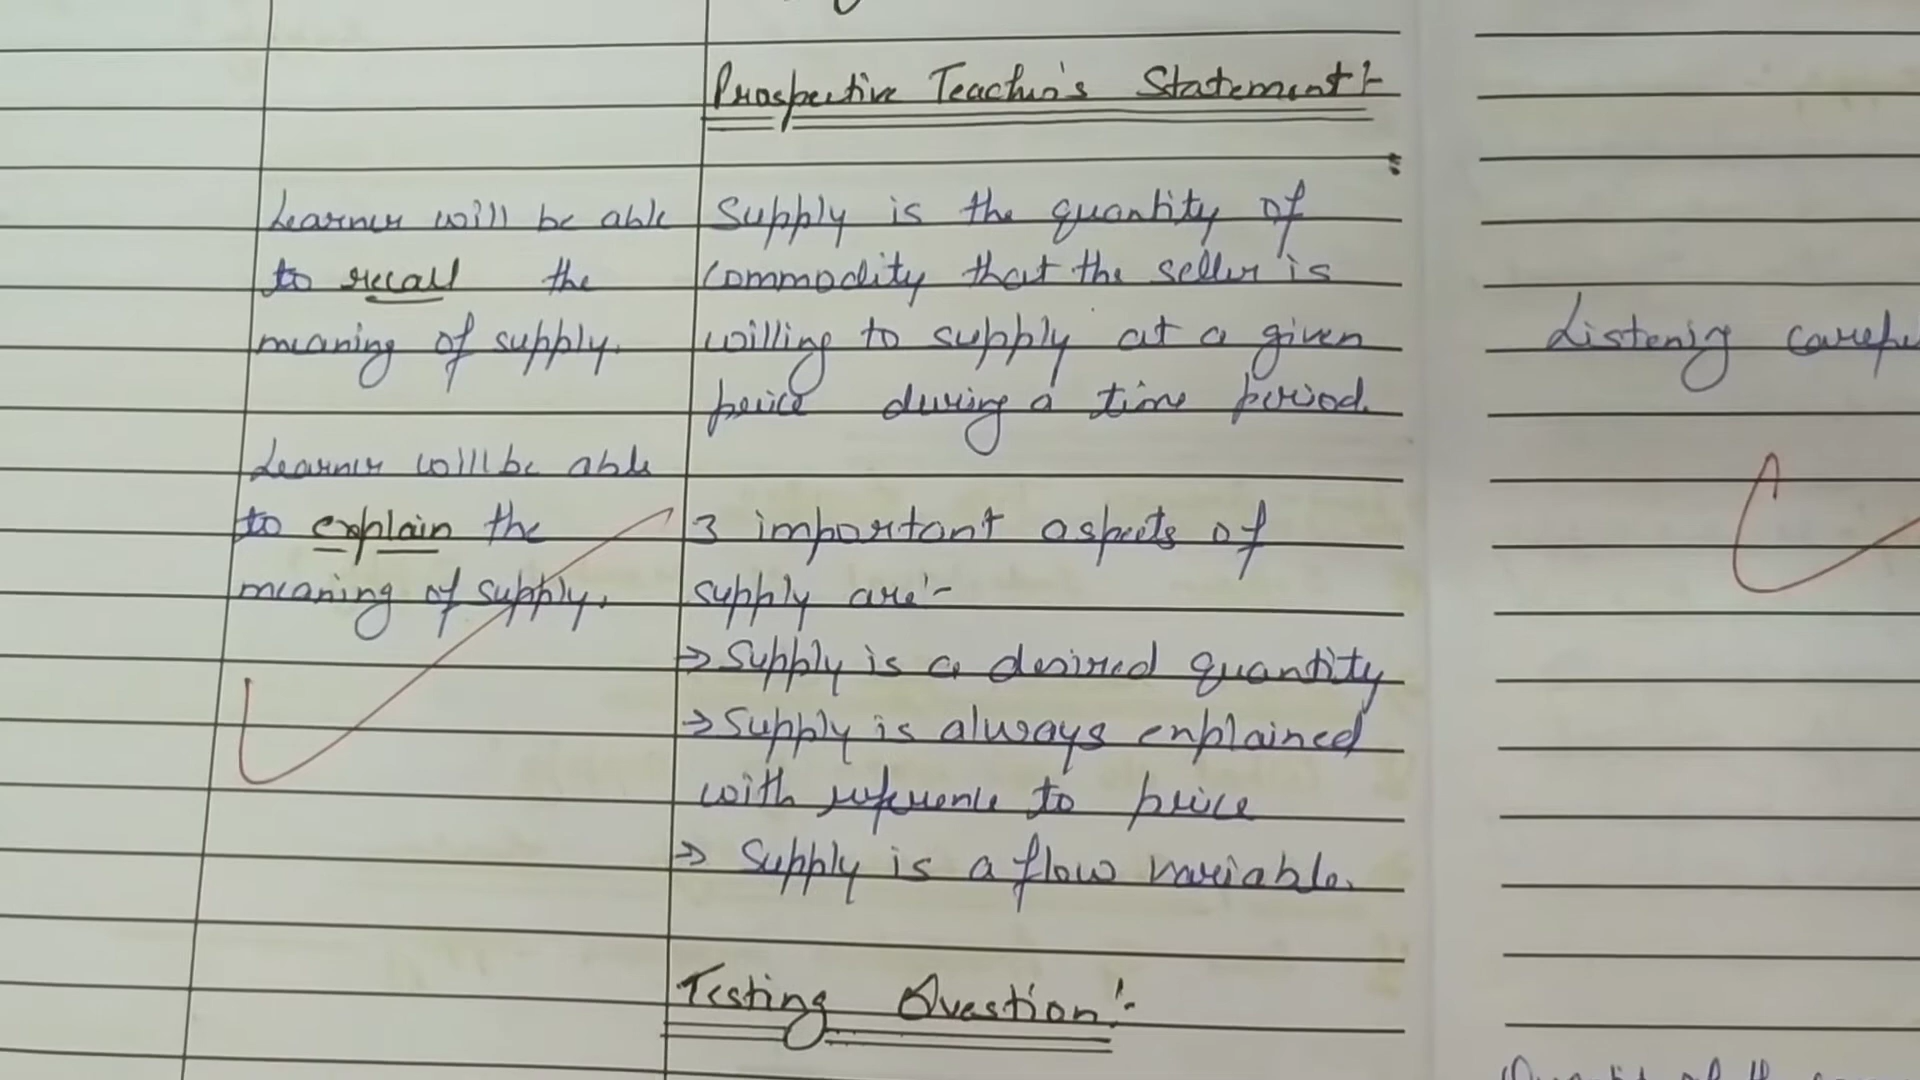 Prospective Teacher's Statement:-
Learner will be able
to recall the
meaning of supply.
Learner will be able
to explain the
meaning of supply.
Supply is the quantity of
commodity that the seller is
willing to supply at a given
price during a time period.
3 important aspects of
supply are:-
→ Supply is a desired quantity
→ Supply is always explained
with reference to price
→ Supply is a flow variable.
Testing Question:-
Listening